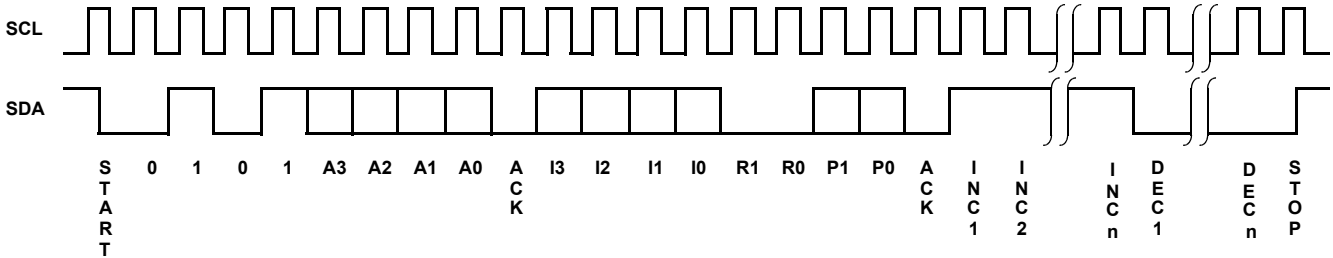 SCL
SDA
START 0 1 0 1 A3 A2 A1 A0 ACK I3 I2 I1 I0 R1 R0 P1 P0 ACK INC1 INC2 INCn DEC1 DECn STOP